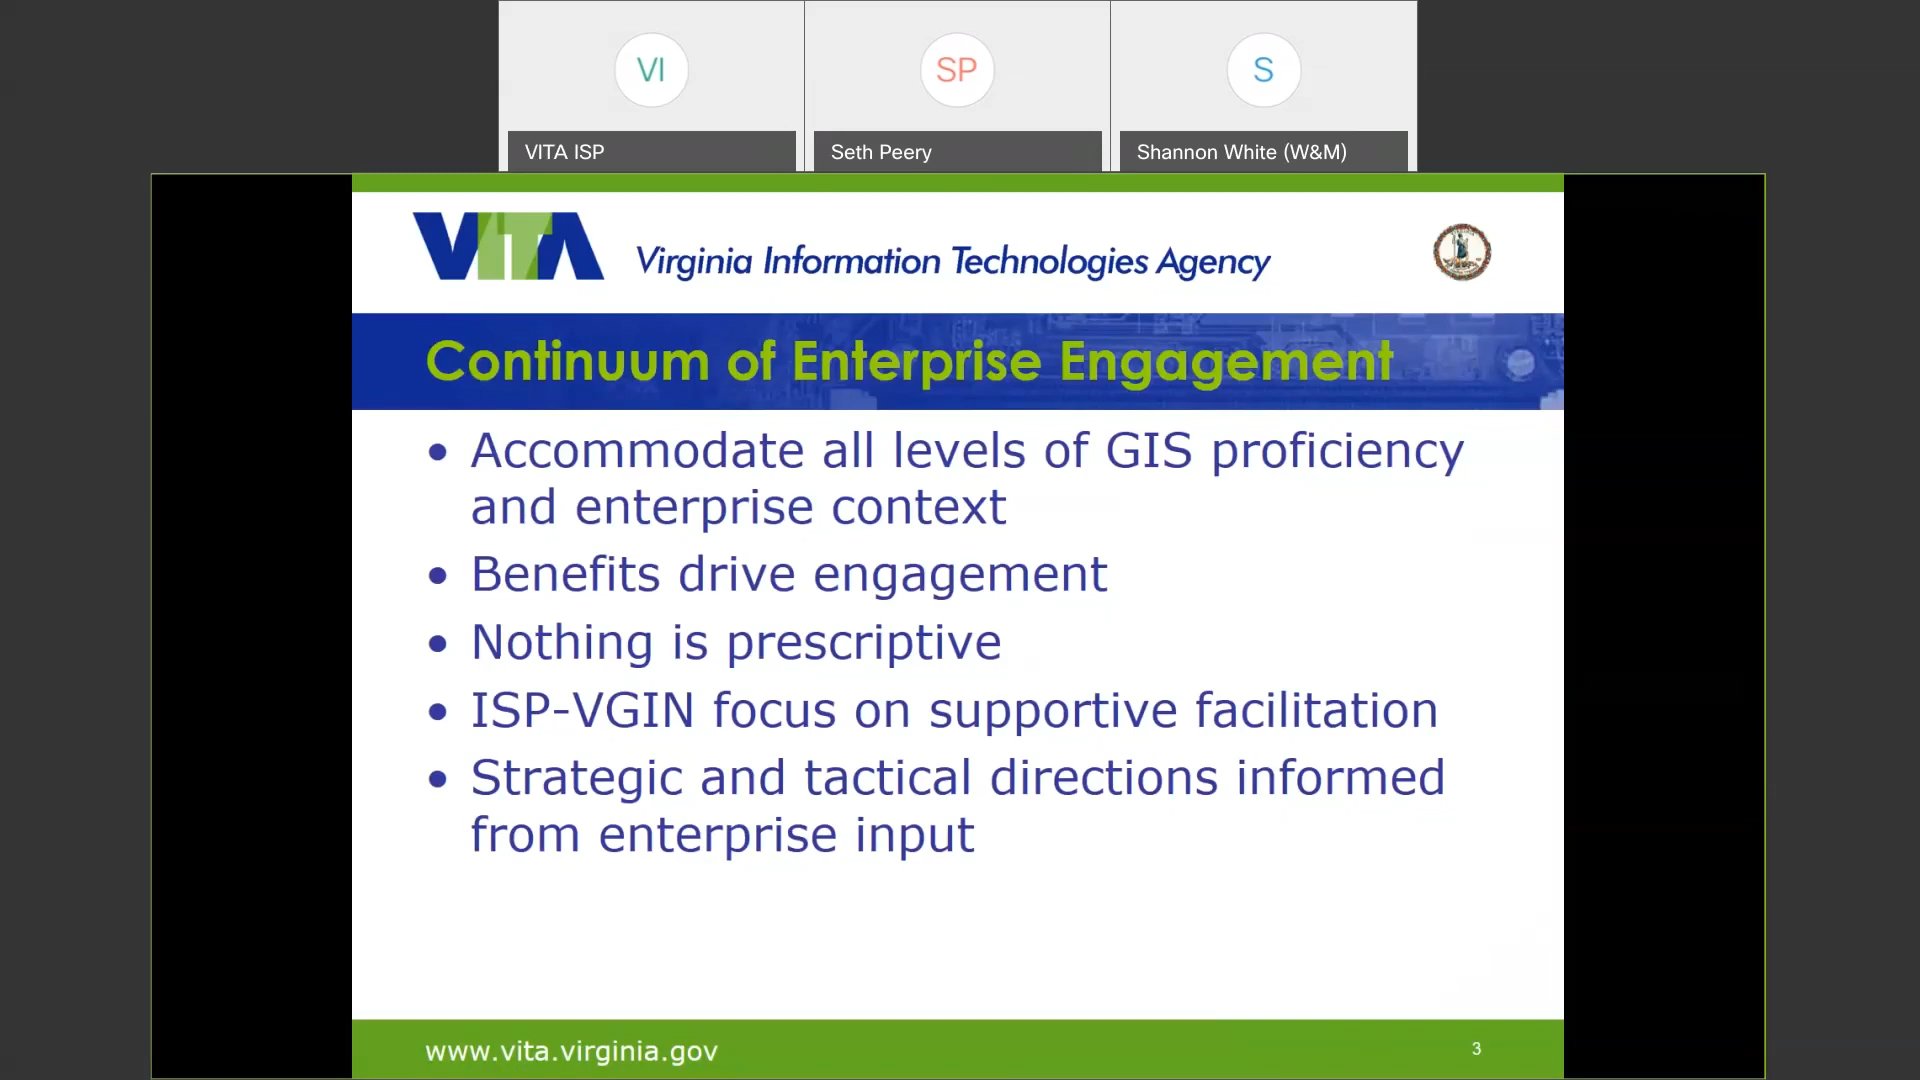 VI
SP
S
VITA ISP
Seth Peery
Shannon White (W&M)
VITA
Virginia Information Technologies Agency
Continuum of Enterprise Engagement
• Accommodate all levels of GIS proficiency
and enterprise context
• Benefits drive engagement
• Nothing is prescriptive
• ISP-VGIN focus on supportive facilitation
• Strategic and tactical directions informed
from enterprise input
www.vita.virginia.gov
3